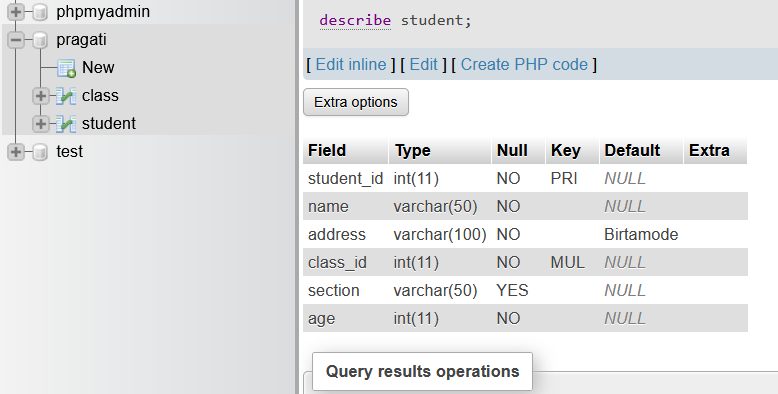 phpmyadmin
pragati
New
class
student
test
describe student;
[ Edit inline ] [ Edit ] [ Create PHP code ]
Extra options
Field Type Null Key Default Extra
student_id int(11) NO PRI NULL
name varchar(50) NO NULL
address varchar(100) NO Birtamode
class_id int(11) NO MUL NULL
section varchar(50) YES NULL
age int(11) NO NULL
Query results operations